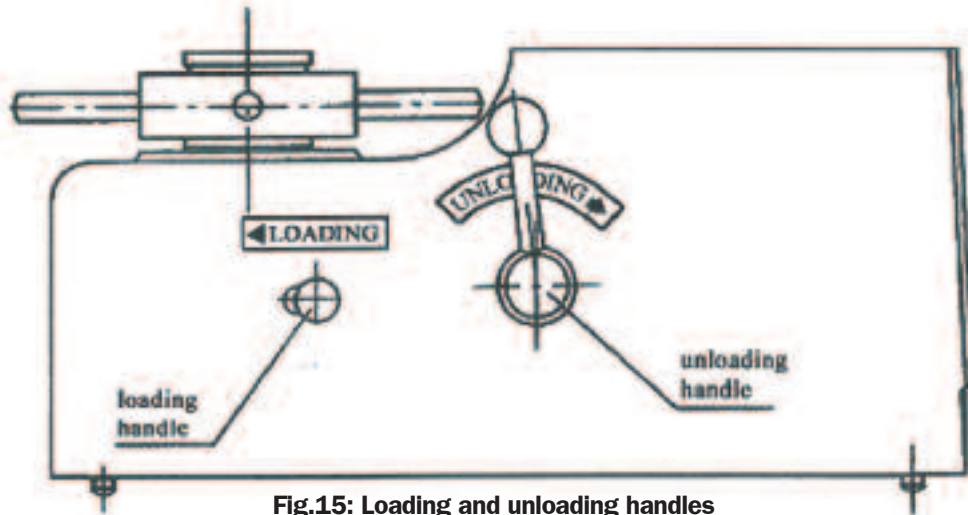 UNLOADING
LOADING
unloading
handle
loading
handle
Fig.15: Loading and unloading handles